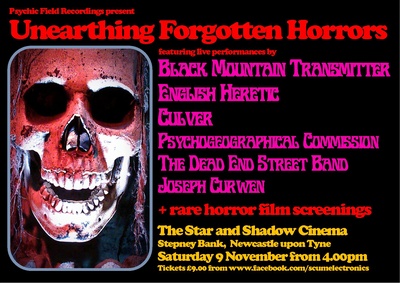 Psychic Field Recordings present
Unearthing Forgotten Horrors
featuring live performances by
Black Mountain Transmitter
English Heretic
Culver
Psychogeographical Commission
The Dead End Street Band
Joseph Curwen
+ rare horror film screenings
The Star and Shadow Cinema
Stepney Bank, Newcastle upon Tyne
Saturday 9 November from 4.00pm
Tickets £9.00 from www.facebook.com/scumelectronics